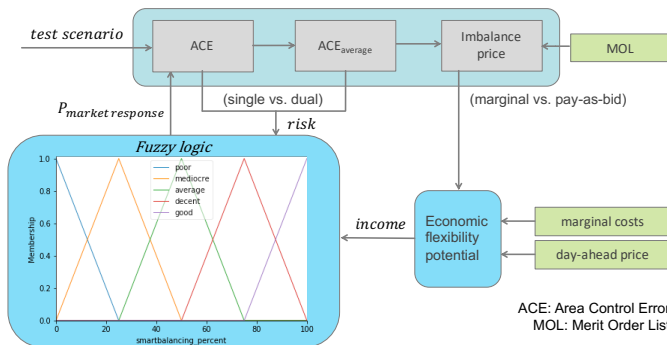 test scenario
ACE
ACEaverage
Imbalance
price
MOL
(single vs. dual)
(marginal vs. pay-as-bid)
Pmarket response
risk
Fuzzy logic
poor
mediocre
average
decent
good
1.0
0.8
0.6
0.4
0.2
0.0
Membership
0
20
40
60
80
100
smartbalancing_percent
income
Economic
flexibility
potential
marginal costs
day-ahead price
ACE: Area Control Error
MOL: Merit Order List